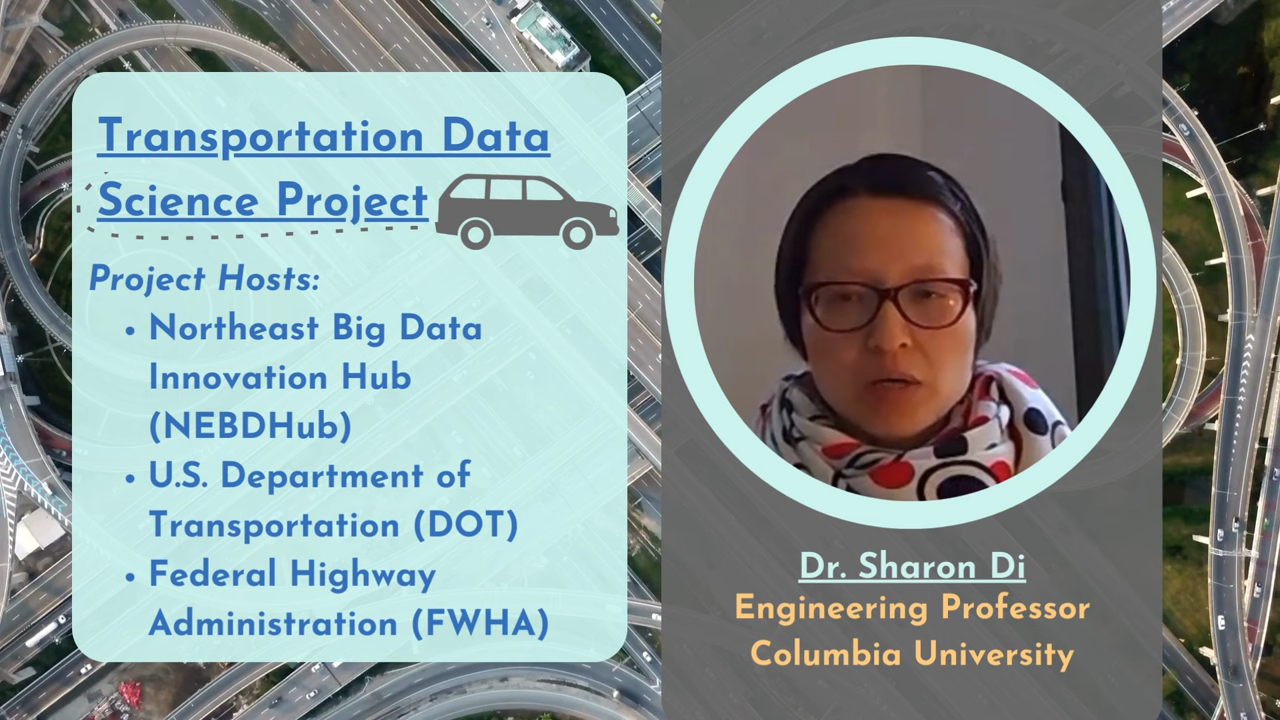 Transportation Data
Science Project
Project Hosts:
• Northeast Big Data
Innovation Hub
(NEBDHub)
• U.S. Department of
Transportation (DOT)
• Federal Highway
Administration (FWHA)
Dr. Sharon Di
Engineering Professor
Columbia University